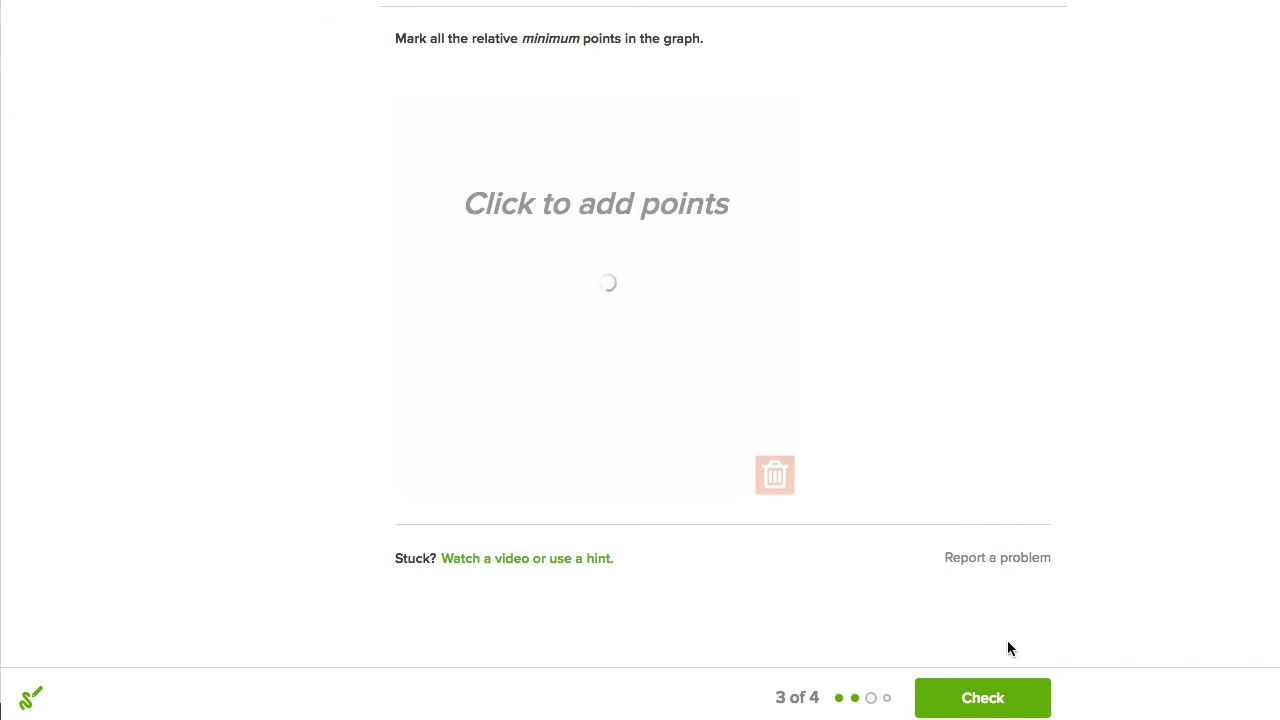 Mark all the relative minimum points in the graph.
Click to add points
Stuck? Watch a video or use a hint.
Report a problem
3 of 4
Check